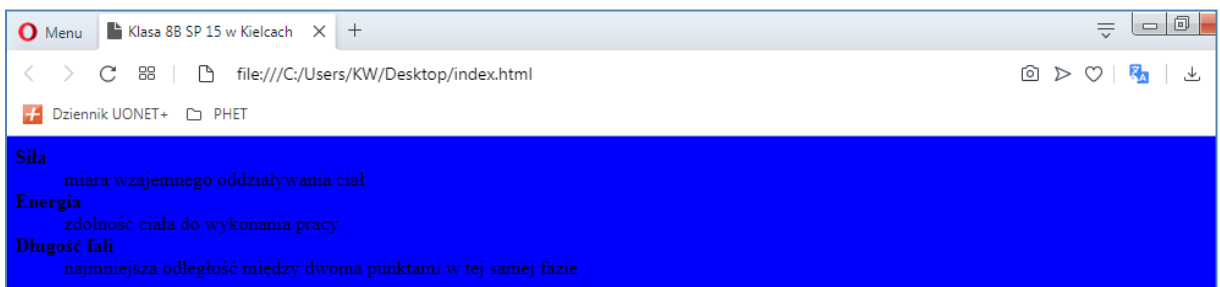 Menu Klasa 8B SP 15 w Kielcach
file:///C:/Users/KW/Desktop/index.html
Dziennik UONET+ PHET
Siła
miara wzajemnego oddziaływania ciał
Energia
zdolność ciała do wykonania pracy
Długość fali
najmniejsza odległość między dwoma punktami w tej samej fazie